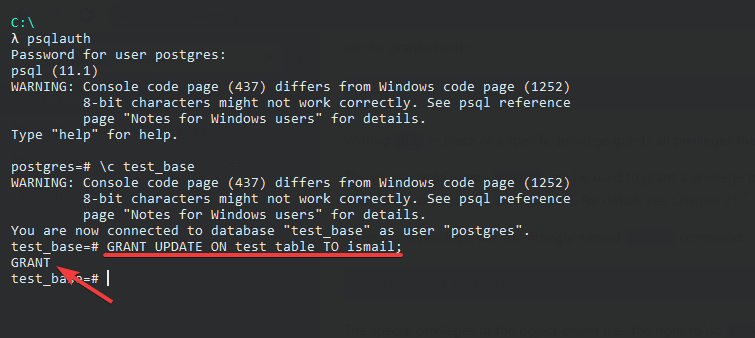 C:\
λ psqlauth
Password for user postgres:
psql (11.1)
WARNING: Console code page (437) differs from Windows code page (1252)
8-bit characters might not work correctly. See psql reference
page "Notes for Windows users" for details.
Type "help" for help.
postgres=# \c test_base
WARNING: Console code page (437) differs from Windows code page (1252)
8-bit characters might not work correctly. See psql reference
page "Notes for Windows users" for details.
You are now connected to database "test_base" as user "postgres".
test_base=# GRANT UPDATE ON test_table TO ismail;
GRANT
test_base=#